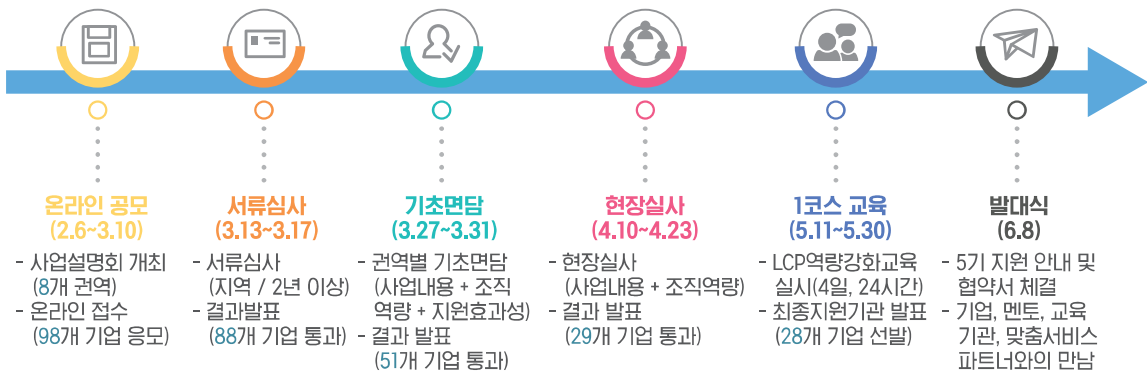 온라인 공모
(2.6~3.10)
- 사업설명회 개최
(8개 권역)
- 온라인 접수
(98개 기업 응모)
서류심사
(3.13~3.17)
- 서류심사
(지역 / 2년 이상)
- 결과발표
(88개 기업 통과)
기초면담
(3.27~3.31)
- 권역별 기초면담
(사업내용 + 조직
역량 + 지원효과성)
- 결과 발표
(51개 기업 통과)
현장실사
(4.10~4.23)
- 현장실사
(사업내용 + 조직역량)
- 결과 발표
(29개 기업 통과)
1코스 교육
(5.11~5.30)
- LCP역량강화교육
실시(4일, 24시간)
- 최종지원기관 발표
(28개 기업 선발)
발대식
(6.8)
- 5기 지원 안내 및
협약서 체결
- 기업, 멘토, 교육
기관, 맞춤서비스
파트너와의 만남